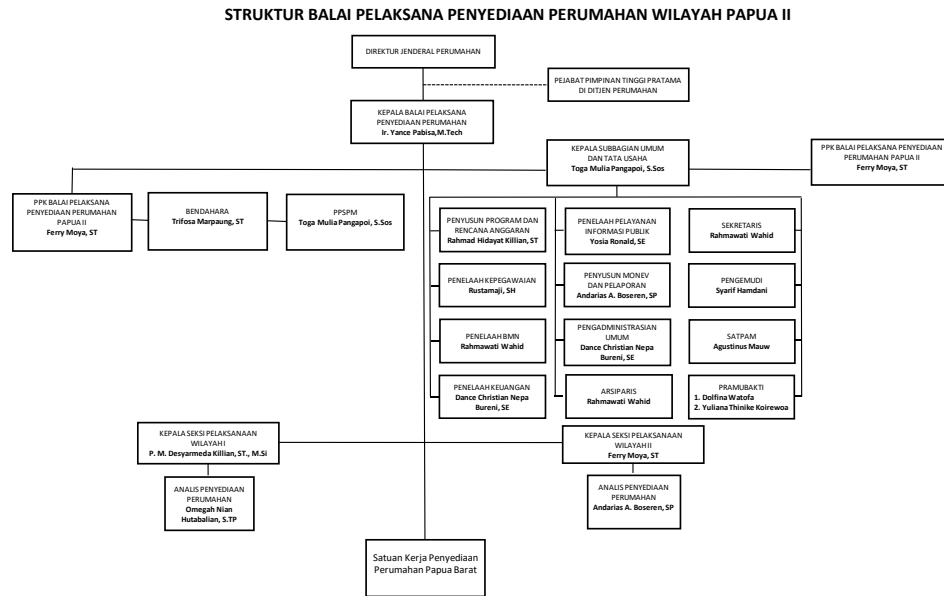 STRUKTUR BALAI PELAKSANA PENYEDIAAN PERUMAHAN WILAYAH PAPUA II
DIREKTUR JENDERAL PERUMAHAN
PEJABAT PIMPINAN TINGGI PRATAMA
DI DITJEN PERUMAHAN
KEPALA BALAI PELAKSANA
PENYEDIAAN PERUMAHAN
Ir. Yance Pabisa,M.Tech
KEPALA SUBBAGIAN UMUM
DAN TATA USAHA
Toga Mulia Pangapoi, S.Sos
PPK BALAI PELAKSANA PENYEDIAAN
PERUMAHAN PAPUA II
Ferry Moya, ST
PPK BALAI PELAKSANA
PENYEDIAAN PERUMAHAN
PAPUA II
Ferry Moya, ST
BENDAHARA
Trifosa Marpaung, ST
PPSPM
Toga Mulia Pangapoi, S.Sos
PENYUSUN PROGRAM DAN
RENCANA ANGGARAN
Rahmad Hidayat Killian, ST
PENELAAH PELAYANAN
INFORMASI PUBLIK
Yosia Ronald, SE
SEKRETARIS
Rahmawati Wahid
PENELAAH KEPEGAWAIAN
Rustamaji, SH
PENYUSUN MONEV
DAN PELAPORAN
Andarias A. Boseren, SP
PENGEMUDI
Syarif Hamdani
PENELAAH BMN
Rahmawati Wahid
PENGADMINISTRASIAN
UMUM
Dance Christian Nepa
Bureni, SE
SATPAM
Agustinus Mauw
PENELAAH KEUANGAN
Dance Christian Nepa
Bureni, SE
ARSIPARIS
Rahmawati Wahid
PRAMUBAKTI
1. Dolfina Watofa
2. Yuliana Thinike Koirewoa
KEPALA SEKSI PELAKSANAAN
WILAYAH I
P. M. Desyarmeda Killian, ST., M.Si
KEPALA SEKSI PELAKSANAAN
WILAYAH II
Ferry Moya, ST
ANALIS PENYEDIAAN
PERUMAHAN
Omegah Nian
Hutabalian, S.TP
ANALIS PENYEDIAAN
PERUMAHAN
Andarias A. Boseren, SP
Satuan Kerja Penyediaan
Perumahan Papua Barat